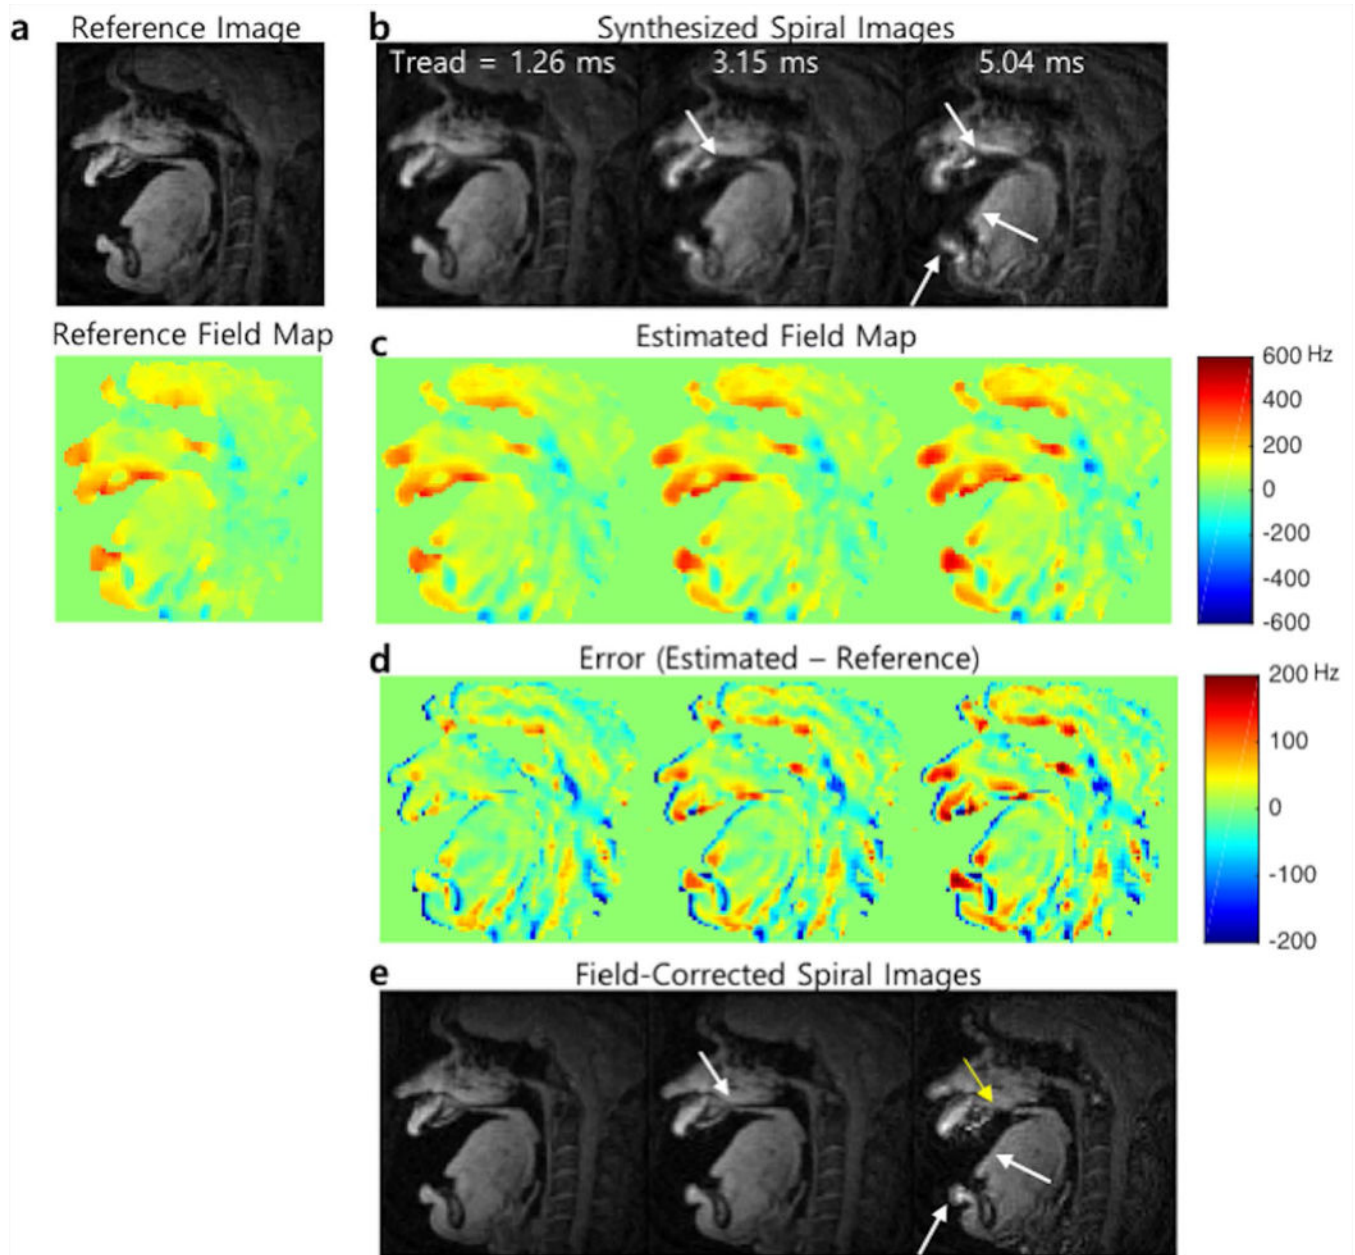 a
Reference Image
b
Synthesized Spiral Images
Tread = 1.26 ms
3.15 ms
5.04 ms
Reference Field Map
c
Estimated Field Map
600 Hz
400
200
0
-200
-400
-600
d
Error (Estimated – Reference)
200 Hz
100
0
-100
-200
e
Field-Corrected Spiral Images